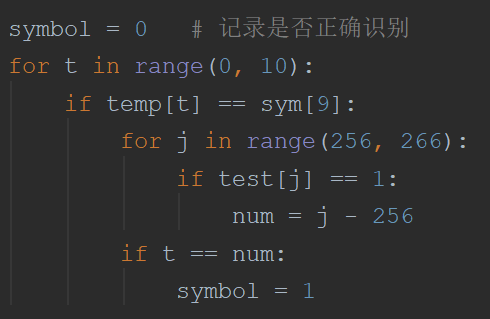 symbol = 0   # 记录是否正确识别
for t in range(0, 10):
    if temp[t] == sym[9]:
        for j in range(256, 266):
            if test[j] == 1:
                num = j - 256
        if t == num:
            symbol = 1